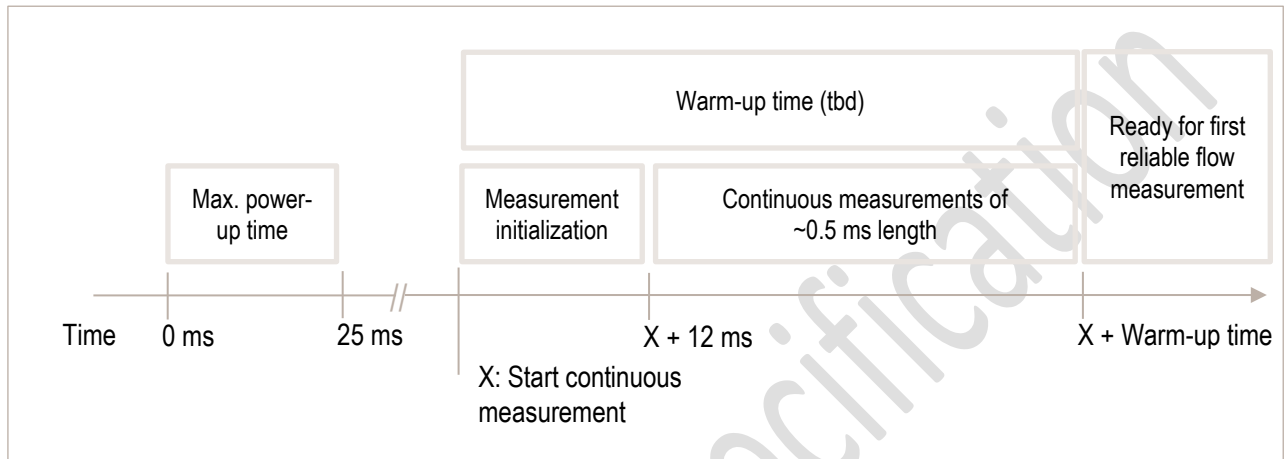 Warm-up time (tbd)
Ready for first
reliable flow
measurement
Max. power-
up time
Measurement
initialization
Continuous measurements of
~0.5 ms length
Time
0 ms
25 ms
X + 12 ms
X + Warm-up time
X: Start continuous
measurement